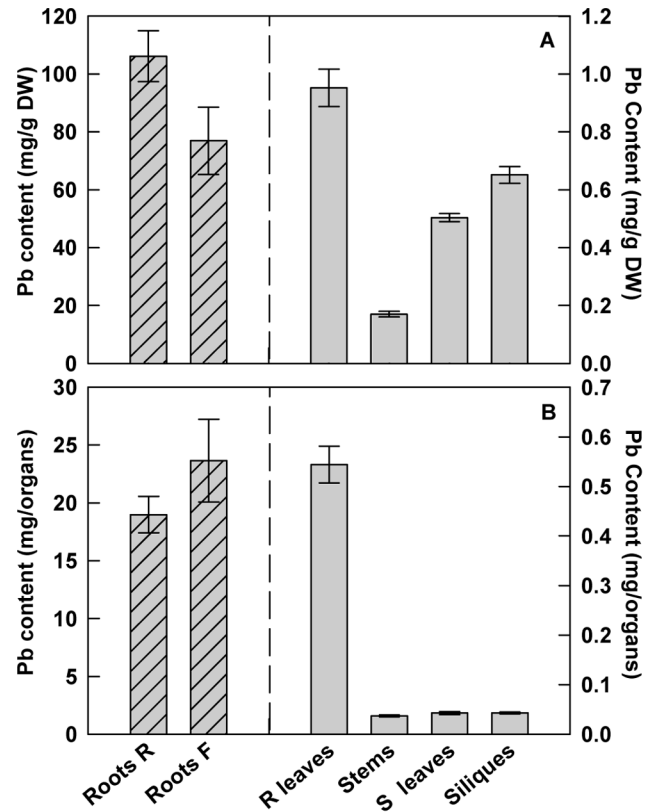 A
Pb content (mg/g DW)
120
100
80
60
40
20
0
Pb Content (mg/g DW)
1.2
1.0
0.8
0.6
0.4
0.2
0.0
B
Pb content (mg/organs)
30
25
20
15
10
5
0
Pb Content (mg/organs)
0.7
0.6
0.5
0.4
0.3
0.2
0.1
0.0
Roots R
Roots F
R leaves
Stems
S leaves
Siliques